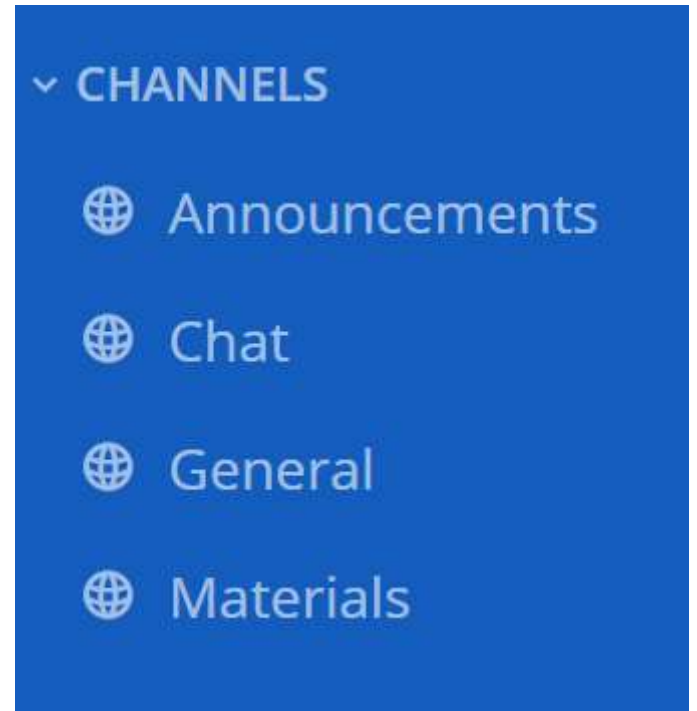 CHANNELS
Announcements
Chat
General
Materials